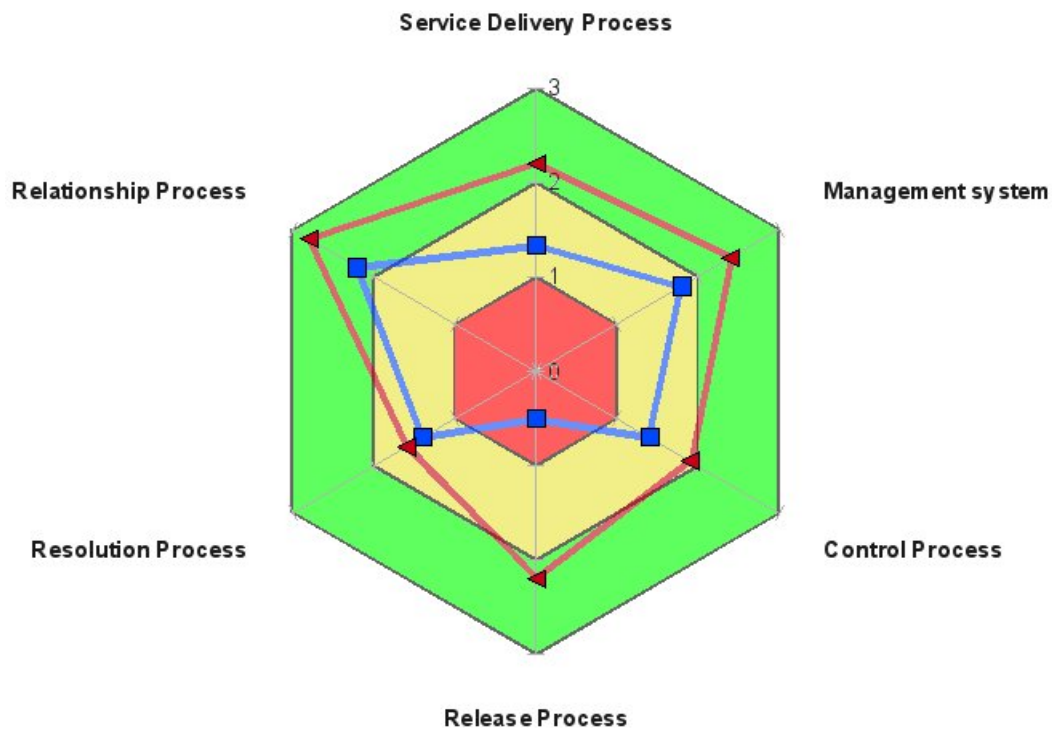 Service Delivery Process
3
Relationship Process
2
Management system
1
0
Resolution Process
Control Process
Release Process